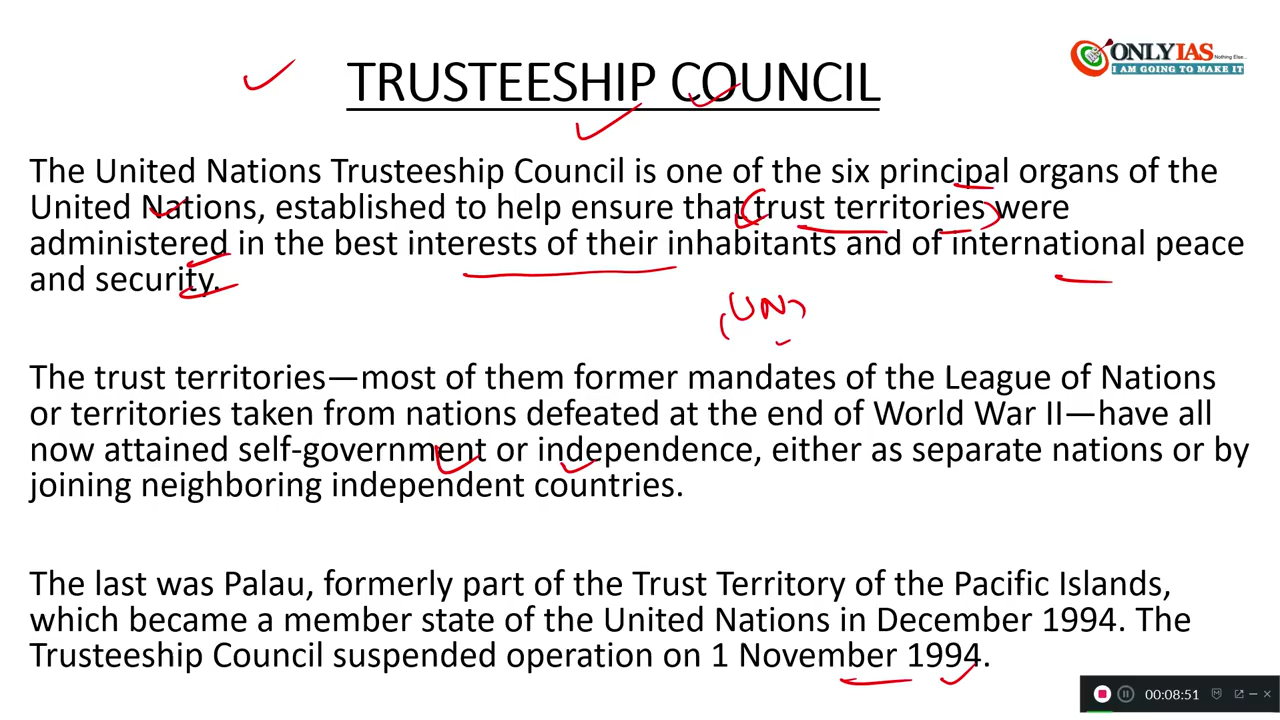 ONLYIAS
Nothing Else...
I AM GOING TO MAKE IT
TRUSTEESHIP COUNCIL
The United Nations Trusteeship Council is one of the six principal organs of the
United Nations, established to help ensure that trust territories were
administered in the best interests of their inhabitants and of international peace
and security.
UN
The trust territories—most of them former mandates of the League of Nations
or territories taken from nations defeated at the end of World War II—have all
now attained self-government or independence, either as separate nations or by
joining neighboring independent countries.
The last was Palau, formerly part of the Trust Territory of the Pacific Islands,
which became a member state of the United Nations in December 1994. The
Trusteeship Council suspended operation on 1 November 1994.
00:08:51